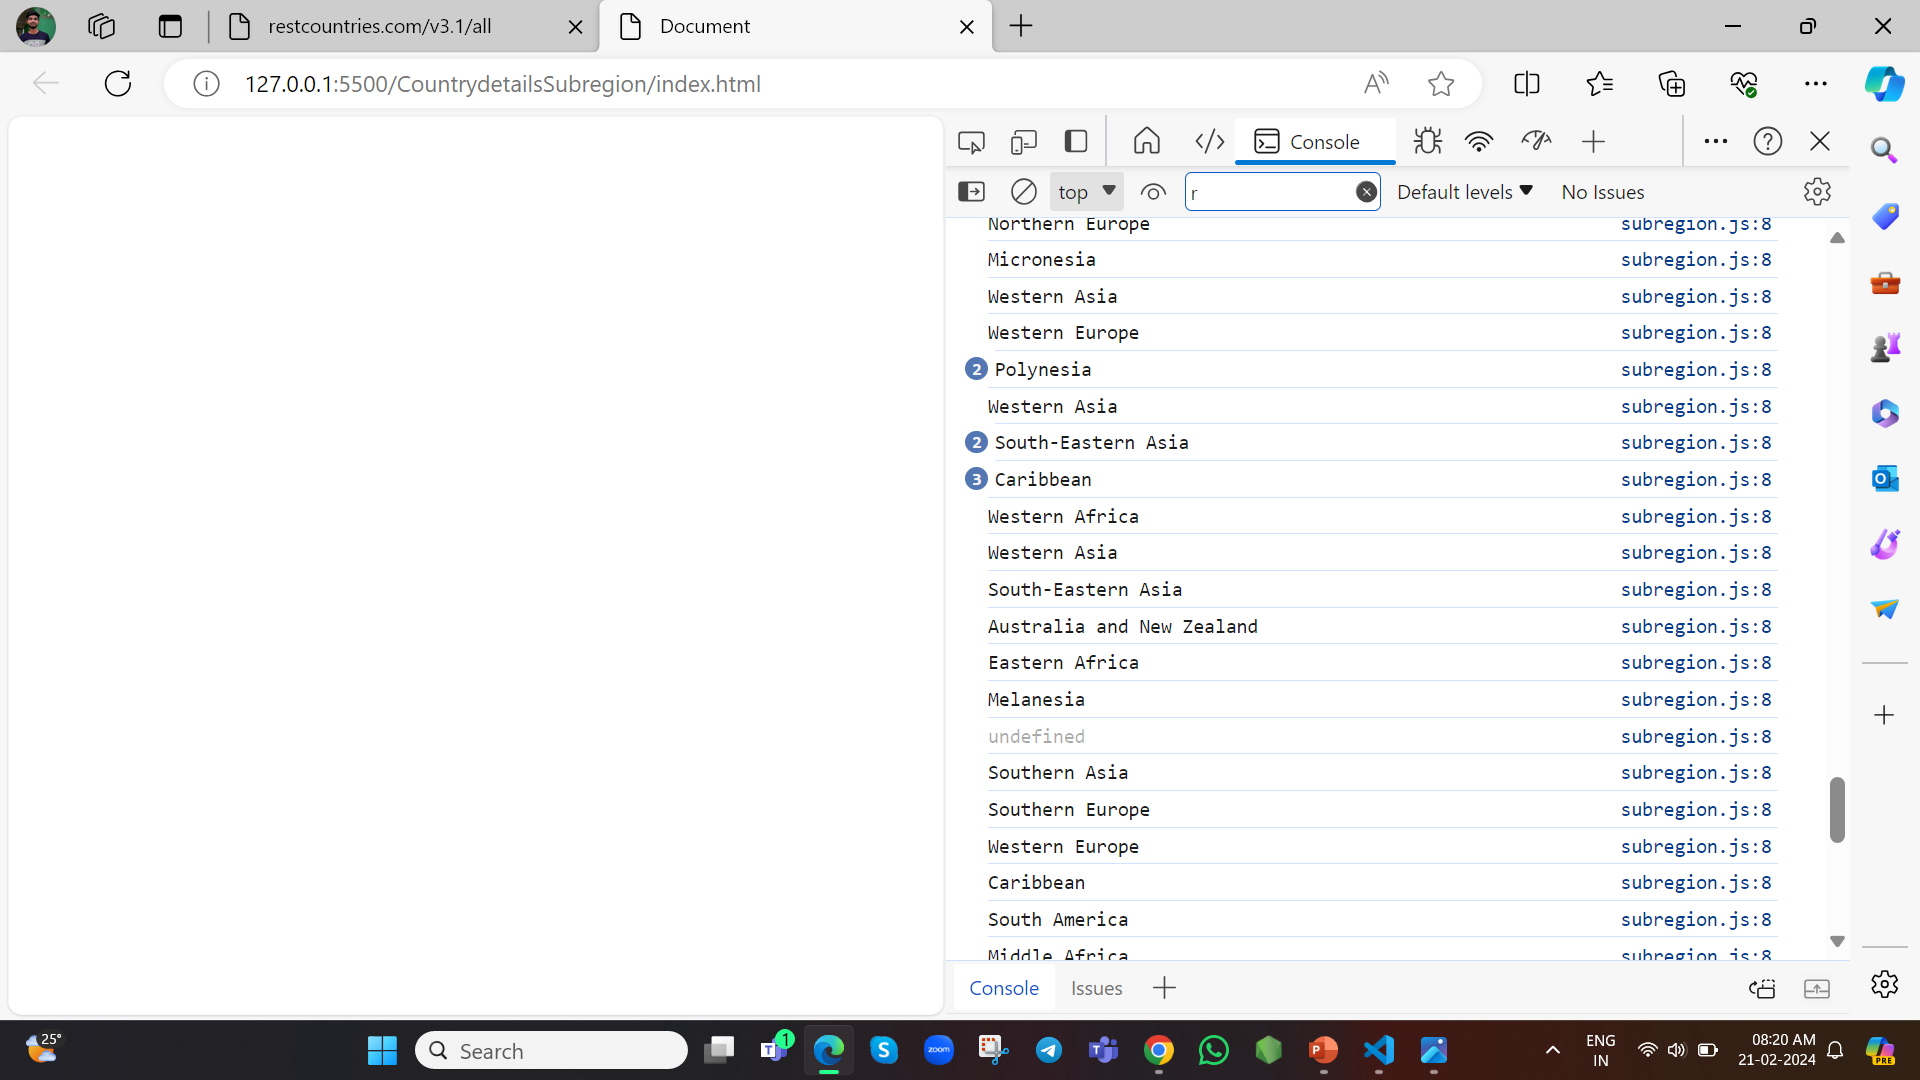 restcountries.com/v3.1/all
Document
127.0.0.1:5500/CountrydetailsSubregion/index.html
Console
top
r
Default levels
No Issues
Northern Europe subregion.js:8
Micronesia subregion.js:8
Western Asia subregion.js:8
Western Europe subregion.js:8
2 Polynesia subregion.js:8
Western Asia subregion.js:8
2 South-Eastern Asia subregion.js:8
3 Caribbean subregion.js:8
Western Africa subregion.js:8
Western Asia subregion.js:8
South-Eastern Asia subregion.js:8
Australia and New Zealand subregion.js:8
Eastern Africa subregion.js:8
Melanesia subregion.js:8
undefined subregion.js:8
Southern Asia subregion.js:8
Southern Europe subregion.js:8
Western Europe subregion.js:8
Caribbean subregion.js:8
South America subregion.js:8
Middle Africa subregion.js:8
Console
Issues
25°
Search
1
zoom
ENG
IN
08:20 AM
21-02-2024
PRE